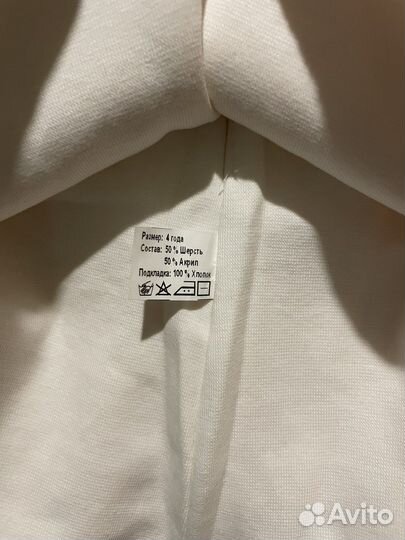 Размер: 4 года
Состав: 50 % Шерсть
50 % Акрил
Подкладка: 100 % Хлопок
Avito